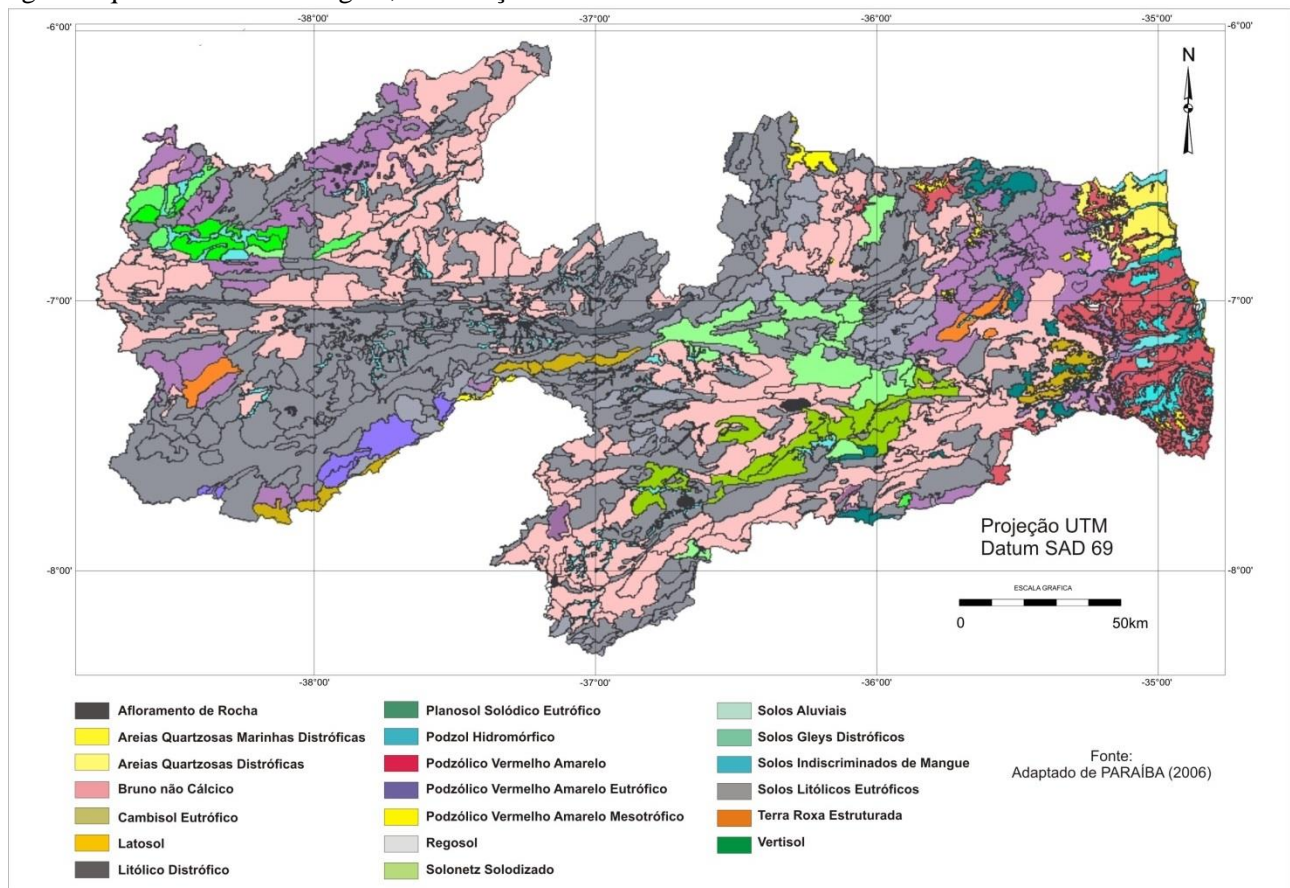 -38°00'
-37°00'
-36°00'
-35°00'
-6°00'
-6°00'
N
-7°00'
-7°00'
Projeção UTM
Datum SAD 69
-8°00'
-8°00'
ESCALA GRAFICA
0
50km
-38°00'
-37°00'
-36°00'
-35°00'
Afloramento de Rocha
Areias Quartzosas Marinhas Distróficas
Areias Quartzosas Distróficas
Bruno não Cálcico
Cambisol Eutrófico
Latosol
Litólico Distrófico
Planosol Solódico Eutrófico
Podzol Hidromórfico
Podzólico Vermelho Amarelo
Podzólico Vermelho Amarelo Eutrófico
Podzólico Vermelho Amarelo Mesotrófico
Regosol
Solonetz Solodizado
Solos Aluviais
Solos Gleys Distróficos
Solos Indiscriminados de Mangue
Solos Litólicos Eutróficos
Terra Roxa Estruturada
Vertisol
Fonte:
Adaptado de PARAÍBA (2006)